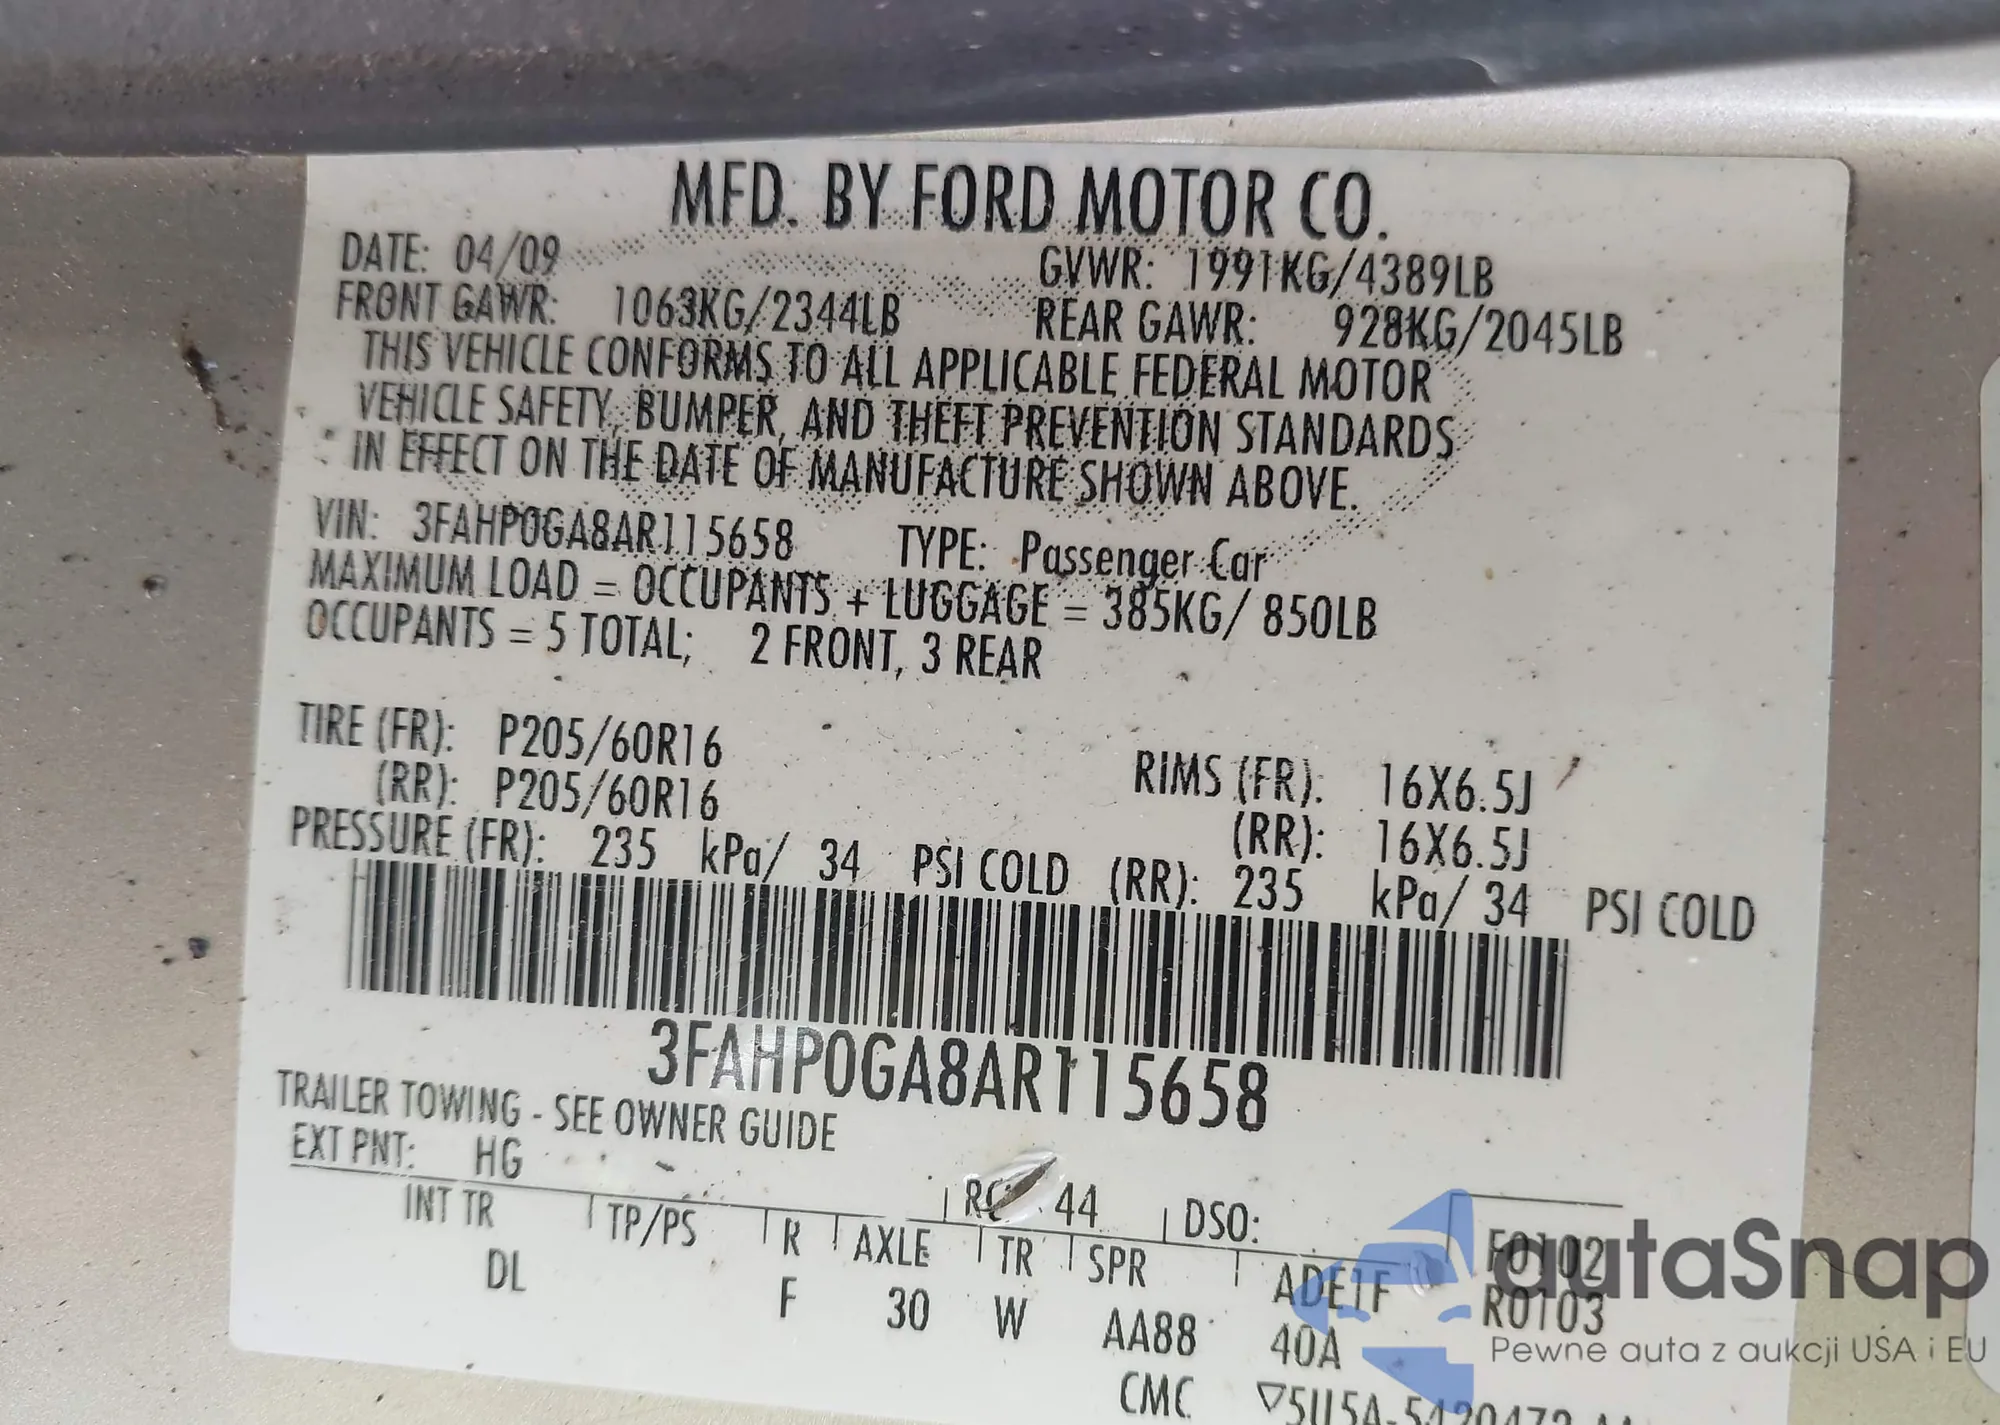 MFD. BY FORD MOTOR CO.
DATE: 04/09 GVWR: 1991KG/4389LB
FRONT GAWR: 1063KG/2344LB REAR GAWR: 928KG/2045LB
THIS VEHICLE CONFORMS TO ALL APPLICABLE FEDERAL MOTOR
VEHICLE SAFETY, BUMPER, AND THEFT PREVENTION STANDARDS
IN EFFECT ON THE DATE OF MANUFACTURE SHOWN ABOVE.
VIN: 3FAHP0GA8AR115658 TYPE: Passenger Car
MAXIMUM LOAD = OCCUPANTS + LUGGAGE = 385KG/ 850LB
OCCUPANTS = 5 TOTAL; 2 FRONT, 3 REAR
TIRE (FR): P205/60R16 RIMS (FR): 16X6.5J
(RR): P205/60R16 (RR): 16X6.5J
PRESSURE (FR): 235 kPa/ 34 PSI COLD (RR): 235 kPa/ 34 PSI COLD
3FAHP0GA8AR115658
TRAILER TOWING - SEE OWNER GUIDE
EXT PNT: HG RC: 44 DSO: F0102
INT TR TP/PS R AXLE TR SPR ADE1F R0103
DL F 30 W AA88 40A
CMC
autaSnap
Pewne auta z aukcji USA i EU